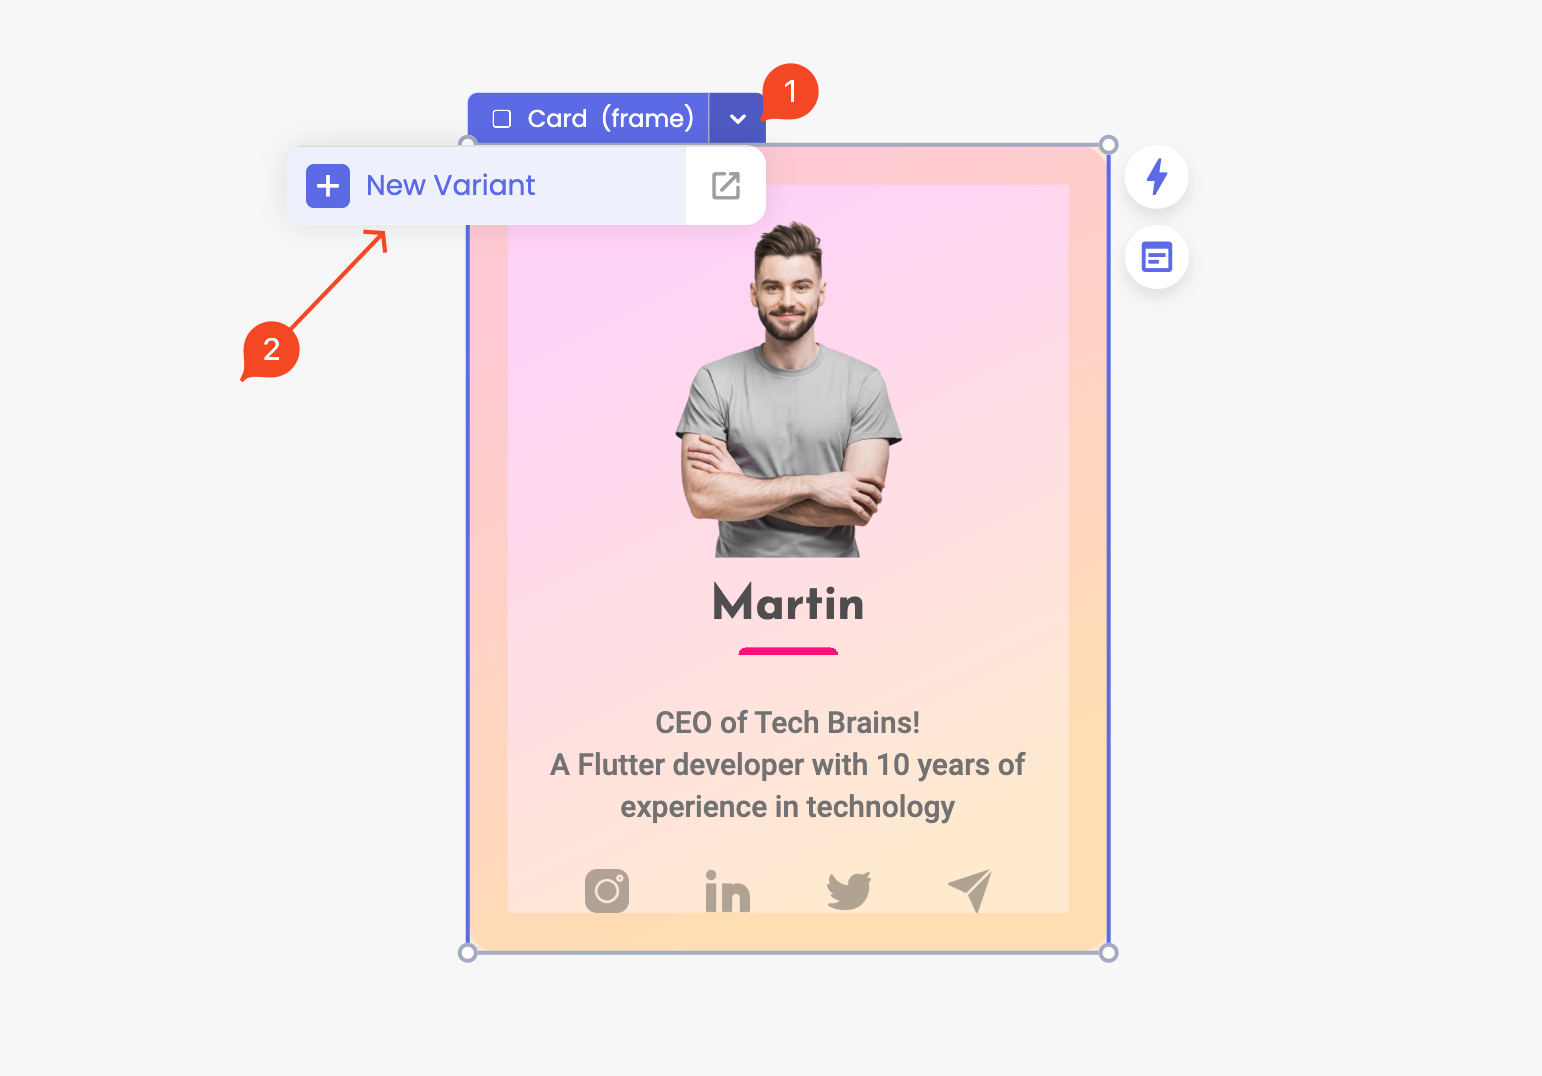 1
Card (frame)
New Variant
2
Martin
CEO of Tech Brains!
A Flutter developer with 10 years of
experience in technology
in